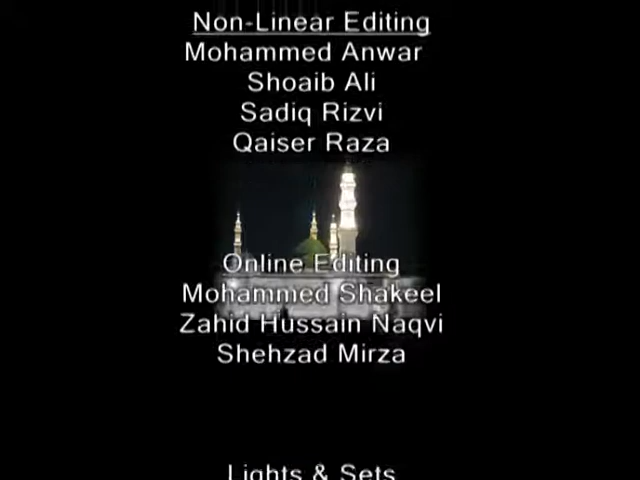 Non-Linear Editing
Mohammed Anwar
Shoaib Ali
Sadiq Rizvi
Qaiser Raza
Online Editing
Mohammed Shakeel
Zahid Hussain Naqvi
Shehzad Mirza
Lights & Sets